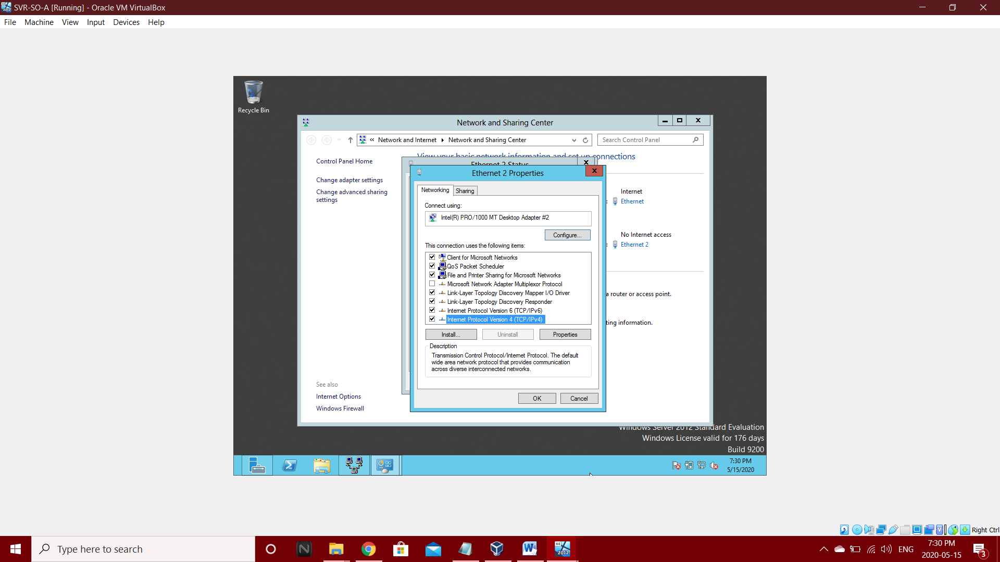 SVR-SO-A [Running] - Oracle VM VirtualBox
File Machine View Input Devices Help
Recycle Bin
Network and Sharing Center
« Network and Internet Network and Sharing Center
Search Control Panel
View your basic network information and set up connections
Control Panel Home
Change adapter settings
Change advanced sharing
settings
Ethernet 2 Status
Ethernet 2 Properties
Networking Sharing
Connect using:
Intel(R) PRO/1000 MT Desktop Adapter #2
Configure...
This connection uses the following items:
Client for Microsoft Networks
QoS Packet Scheduler
File and Printer Sharing for Microsoft Networks
Microsoft Network Adapter Multiplexor Protocol
Link-Layer Topology Discovery Mapper I/O Driver
Link-Layer Topology Discovery Responder
Internet Protocol Version 6 (TCP/IPv6)
Internet Protocol Version 4 (TCP/IPv4)
Install... Uninstall Properties
Description
Transmission Control Protocol/Internet Protocol. The default
wide area network protocol that provides communication
across diverse interconnected networks.
OK Cancel
Internet
: Ethernet
No Internet access
: Ethernet 2
a router or access point.
ting information.
See also
Internet Options
Windows Firewall
Windows Server 2012 Standard Evaluation
Windows License valid for 176 days
Build 9200
7:30 PM
5/15/2020
Right Ctrl
Type here to search
64
2012
ENG
7:30 PM
2020-05-15
3